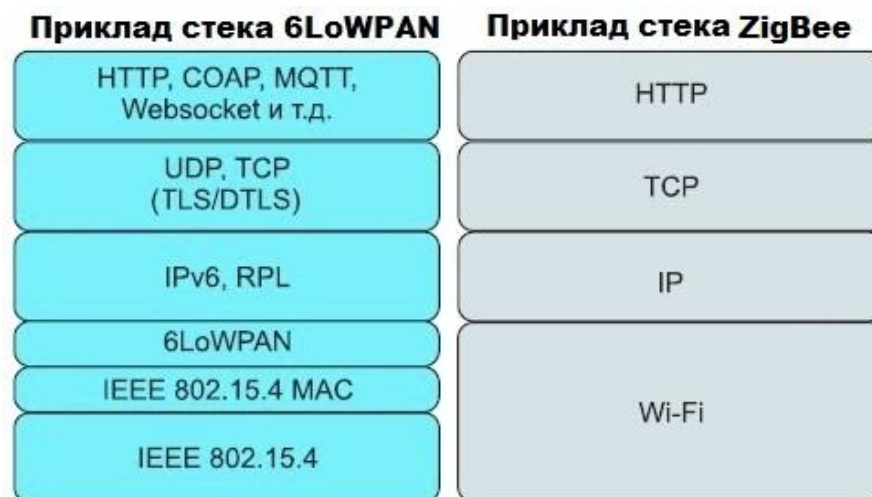 Приклад стека 6LoWPAN
HTTP, COAP, MQTT,
Websocket и т.д.
UDP, TCP
(TLS/DTLS)
IPv6, RPL
6LoWPAN
IEEE 802.15.4 MAC
IEEE 802.15.4
Приклад стека ZigBee
HTTP
TCP
IP
Wi-Fi